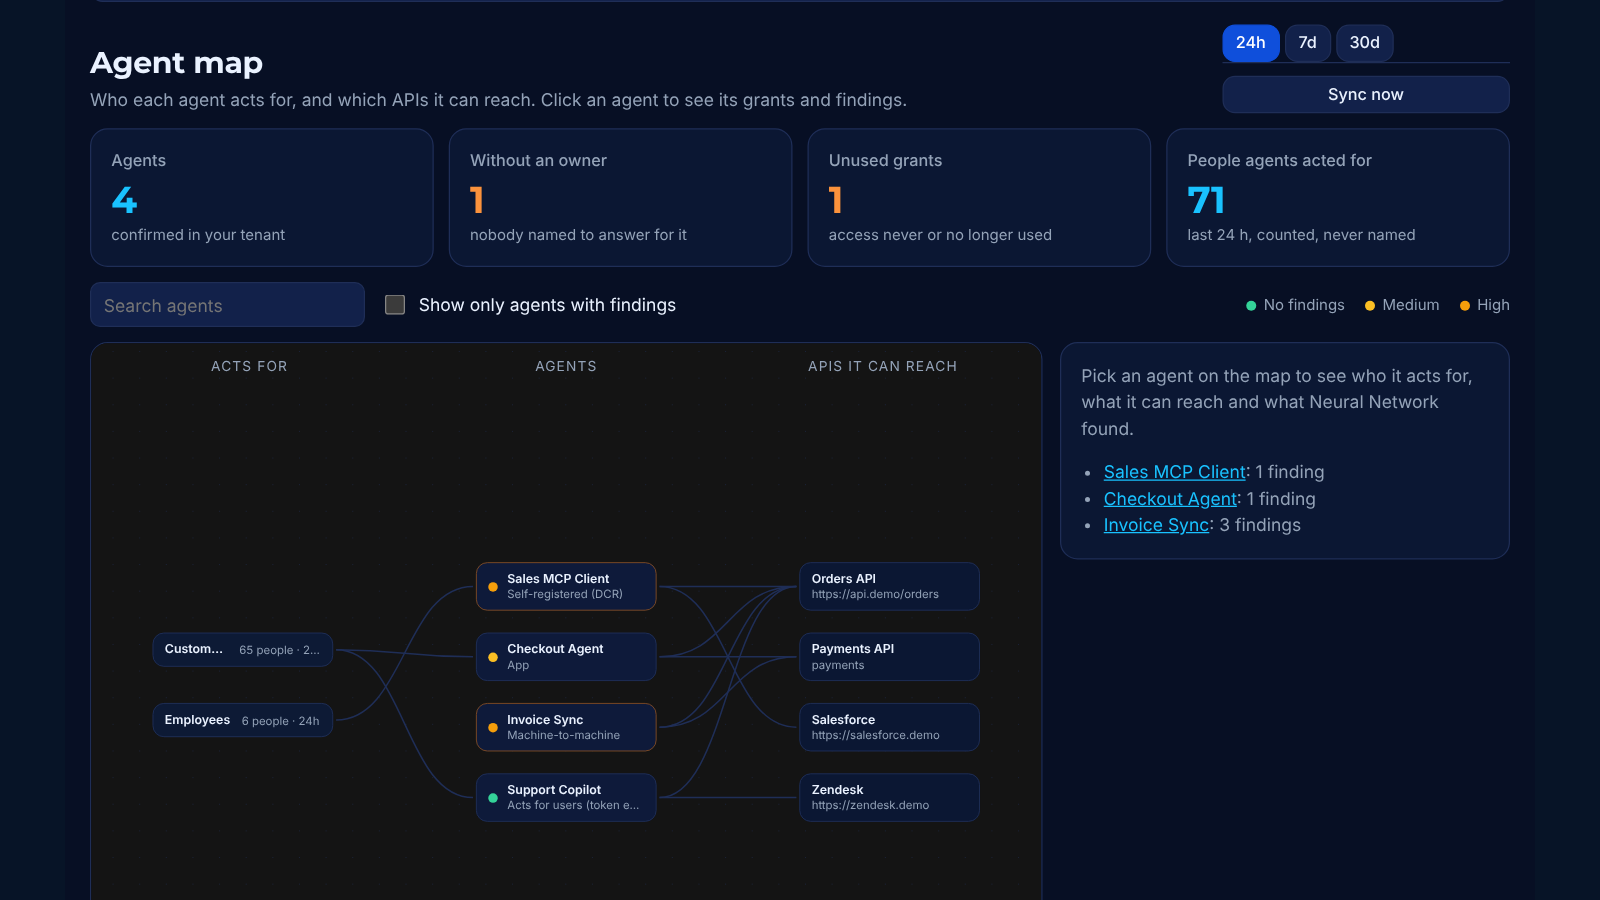 Agent map
24h
7d
30d
Who each agent acts for, and which APIs it can reach. Click an agent to see its grants and findings.
Sync now
Agents
4
confirmed in your tenant
Without an owner
1
nobody named to answer for it
Unused grants
1
access never or no longer used
People agents acted for
71
last 24 h, counted, never named
Search agents
Show only agents with findings
No findings
Medium
High
ACTS FOR
AGENTS
APIS IT CAN REACH
Custom... 65 people · 2...
Employees 6 people · 24h
Sales MCP Client
Self-registered (DCR)
Checkout Agent
App
Invoice Sync
Machine-to-machine
Support Copilot
Acts for users (token e...
Orders API
https://api.demo/orders
Payments API
payments
Salesforce
https://salesforce.demo
Zendesk
https://zendesk.demo
Pick an agent on the map to see who it acts for,
what it can reach and what Neural Network
found.
• Sales MCP Client: 1 finding
• Checkout Agent: 1 finding
• Invoice Sync: 3 findings